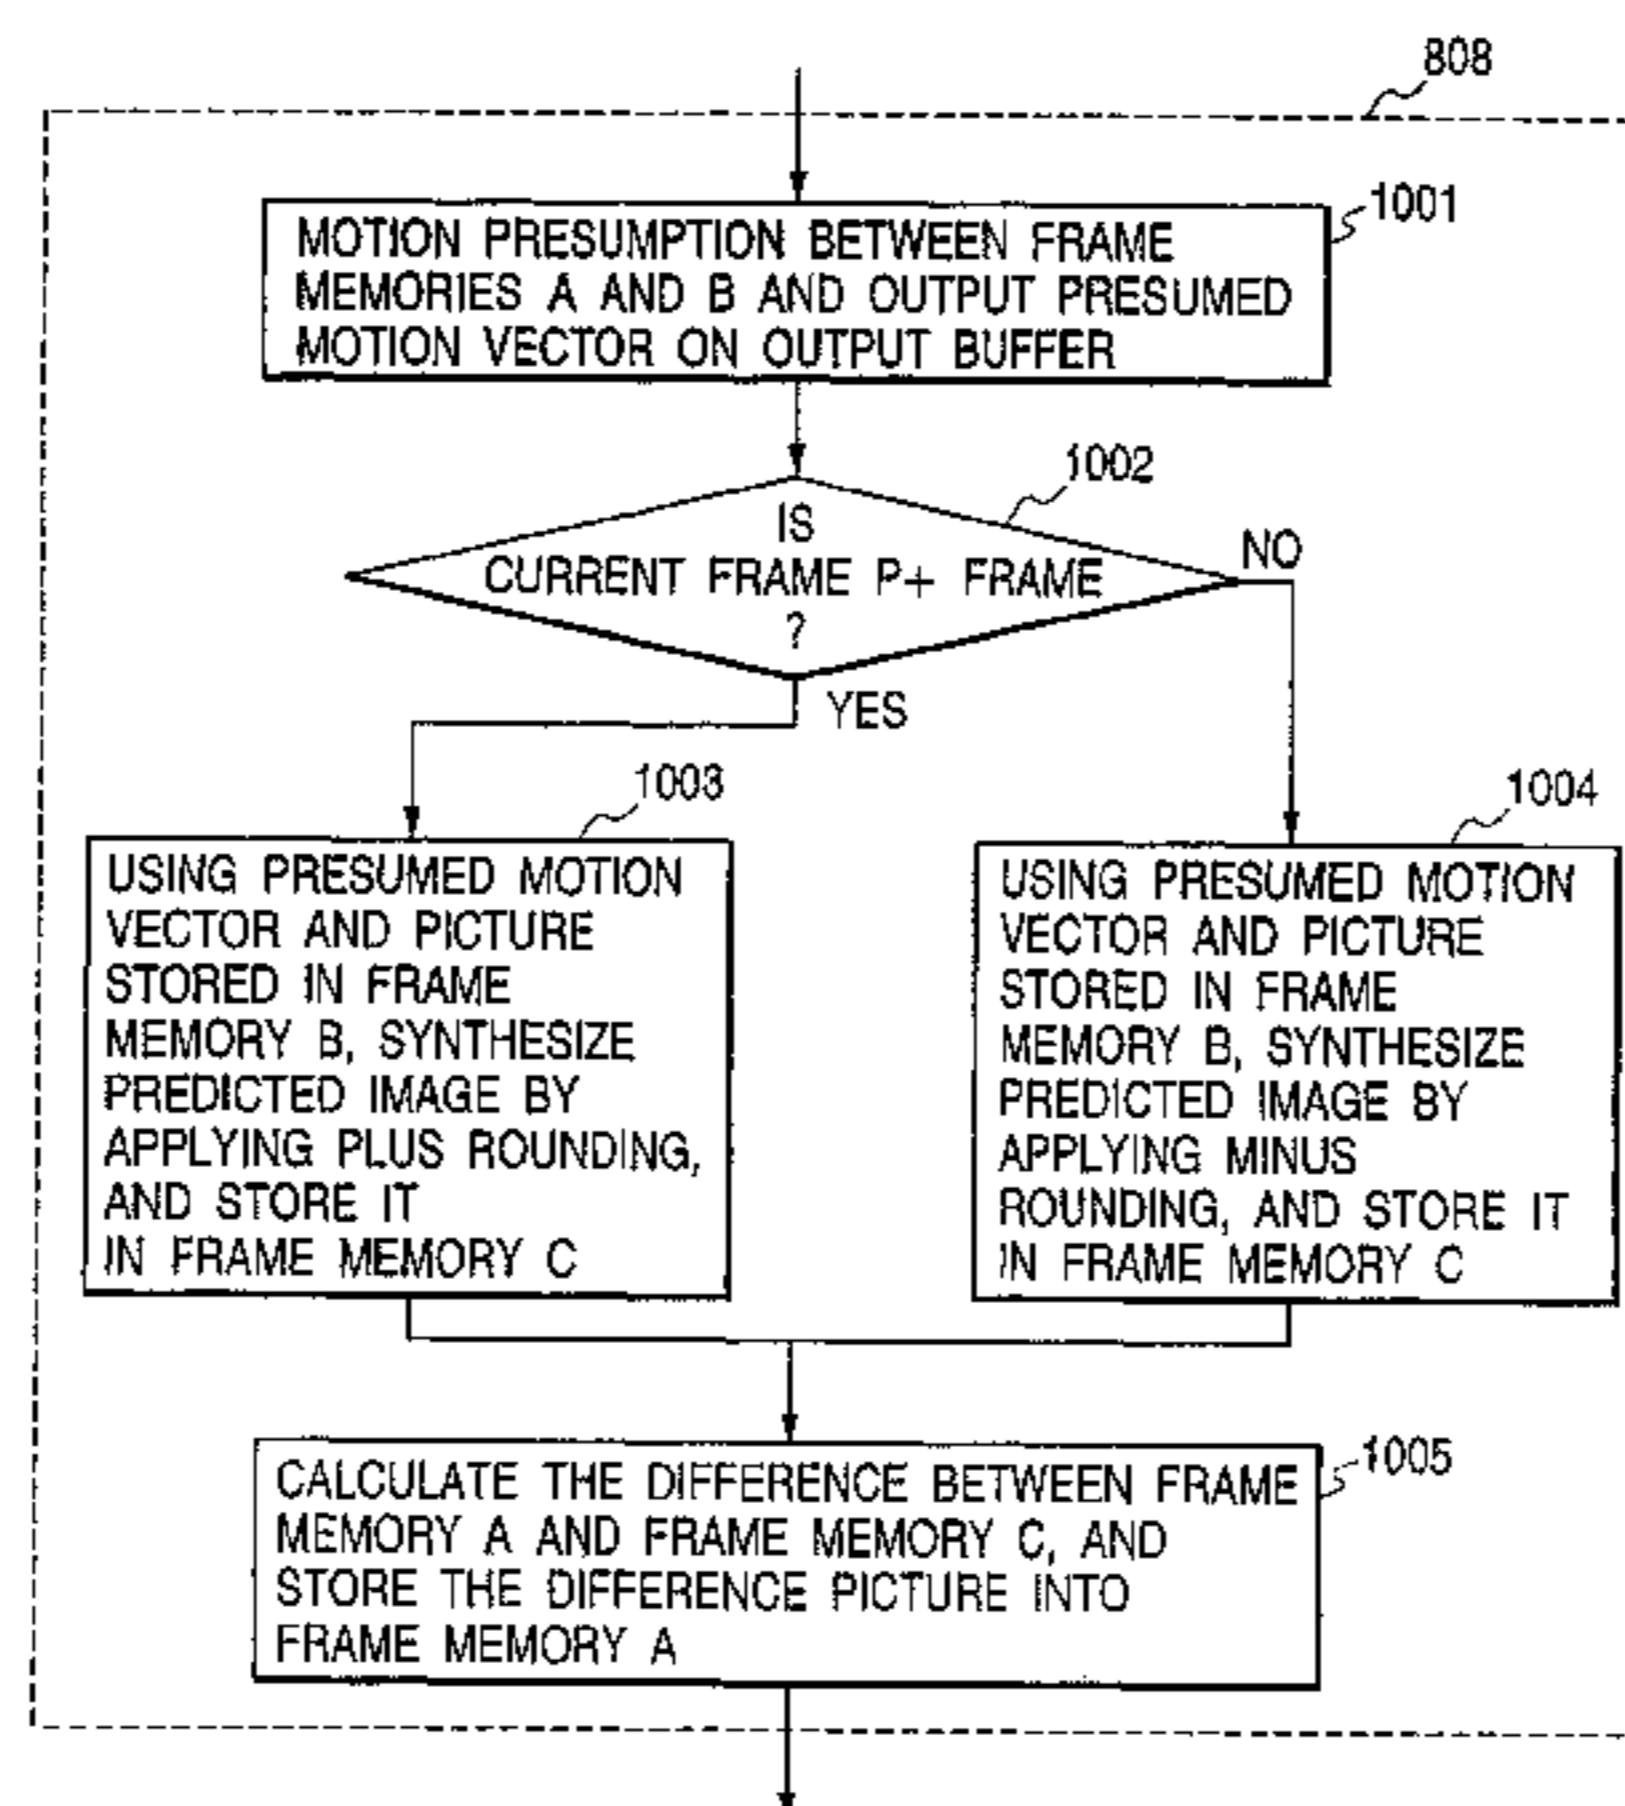 808
1001
MOTION PRESUMPTION BETWEEN FRAME
MEMORIES A AND B AND OUTPUT PRESUMED
MOTION VECTOR ON OUTPUT BUFFER
1002
IS
CURRENT FRAME P+ FRAME
?
NO
YES
1003
USING PRESUMED MOTION
VECTOR AND PICTURE
STORED IN FRAME
MEMORY B, SYNTHESIZE
PREDICTED IMAGE BY
APPLYING PLUS ROUNDING,
AND STORE IT
IN FRAME MEMORY C
1004
USING PRESUMED MOTION
VECTOR AND PICTURE
STORED IN FRAME
MEMORY B, SYNTHESIZE
PREDICTED IMAGE BY
APPLYING MINUS
ROUNDING, AND STORE IT
IN FRAME MEMORY C
1005
CALCULATE THE DIFFERENCE BETWEEN FRAME
MEMORY A AND FRAME MEMORY C, AND
STORE THE DIFFERENCE PICTURE INTO
FRAME MEMORY A